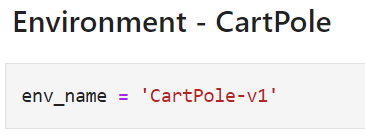 Environment - CartPole
env_name = 'CartPole-v1'